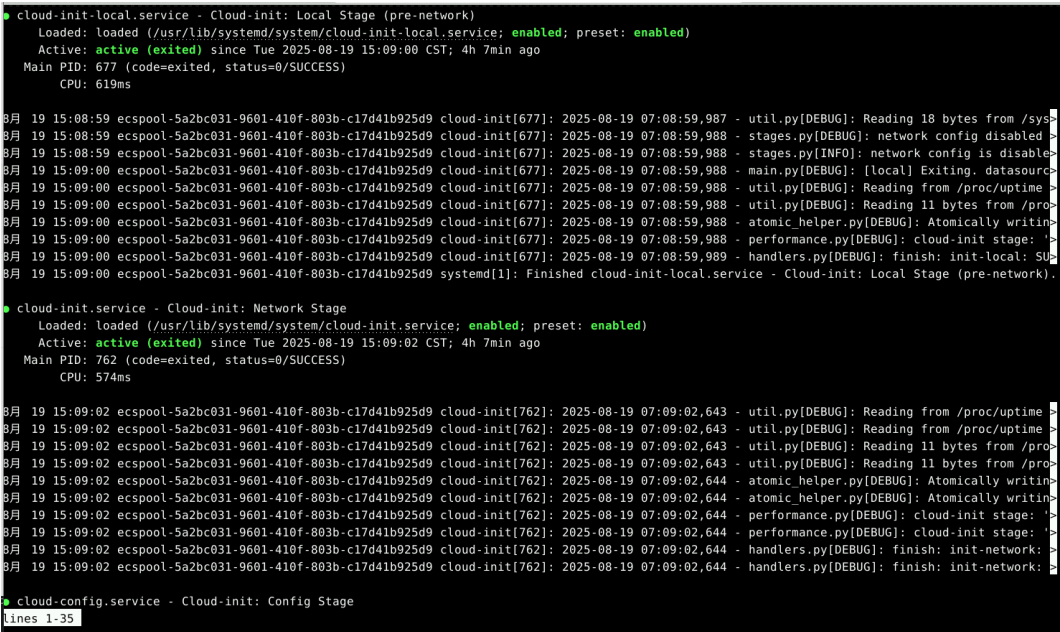 ● cloud-init-local.service - Cloud-init: Local Stage (pre-network)
Loaded: loaded (/usr/lib/systemd/system/cloud-init-local.service; enabled; preset: enabled)
Active: active (exited) since Tue 2025-08-19 15:09:00 CST; 4h 7min ago
Main PID: 677 (code=exited, status=0/SUCCESS)
CPU: 619ms
8月 19 15:08:59 ecspool-5a2bc031-9601-410f-803b-c17d41b925d9 cloud-init[677]: 2025-08-19 07:08:59,987 - util.py[DEBUG]: Reading 18 bytes from /sys>
8月 19 15:08:59 ecspool-5a2bc031-9601-410f-803b-c17d41b925d9 cloud-init[677]: 2025-08-19 07:08:59,988 - stages.py[DEBUG]: network config disabled >
8月 19 15:08:59 ecspool-5a2bc031-9601-410f-803b-c17d41b925d9 cloud-init[677]: 2025-08-19 07:08:59,988 - stages.py[INFO]: network config is disable>
8月 19 15:09:00 ecspool-5a2bc031-9601-410f-803b-c17d41b925d9 cloud-init[677]: 2025-08-19 07:08:59,988 - main.py[DEBUG]: [local] Exiting. datasourc>
8月 19 15:09:00 ecspool-5a2bc031-9601-410f-803b-c17d41b925d9 cloud-init[677]: 2025-08-19 07:08:59,988 - util.py[DEBUG]: Reading from /proc/uptime >
8月 19 15:09:00 ecspool-5a2bc031-9601-410f-803b-c17d41b925d9 cloud-init[677]: 2025-08-19 07:08:59,988 - util.py[DEBUG]: Reading 11 bytes from /pro>
8月 19 15:09:00 ecspool-5a2bc031-9601-410f-803b-c17d41b925d9 cloud-init[677]: 2025-08-19 07:08:59,988 - atomic_helper.py[DEBUG]: Atomically writin>
8月 19 15:09:00 ecspool-5a2bc031-9601-410f-803b-c17d41b925d9 cloud-init[677]: 2025-08-19 07:08:59,988 - performance.py[DEBUG]: cloud-init stage: '>
8月 19 15:09:00 ecspool-5a2bc031-9601-410f-803b-c17d41b925d9 cloud-init[677]: 2025-08-19 07:08:59,989 - handlers.py[DEBUG]: finish: init-local: SU>
8月 19 15:09:00 ecspool-5a2bc031-9601-410f-803b-c17d41b925d9 systemd[1]: Finished cloud-init-local.service - Cloud-init: Local Stage (pre-network).
● cloud-init.service - Cloud-init: Network Stage
Loaded: loaded (/usr/lib/systemd/system/cloud-init.service; enabled; preset: enabled)
Active: active (exited) since Tue 2025-08-19 15:09:02 CST; 4h 7min ago
Main PID: 762 (code=exited, status=0/SUCCESS)
CPU: 574ms
8月 19 15:09:02 ecspool-5a2bc031-9601-410f-803b-c17d41b925d9 cloud-init[762]: 2025-08-19 07:09:02,643 - util.py[DEBUG]: Reading from /proc/uptime >
8月 19 15:09:02 ecspool-5a2bc031-9601-410f-803b-c17d41b925d9 cloud-init[762]: 2025-08-19 07:09:02,643 - util.py[DEBUG]: Reading from /proc/uptime >
8月 19 15:09:02 ecspool-5a2bc031-9601-410f-803b-c17d41b925d9 cloud-init[762]: 2025-08-19 07:09:02,643 - util.py[DEBUG]: Reading 11 bytes from /pro>
8月 19 15:09:02 ecspool-5a2bc031-9601-410f-803b-c17d41b925d9 cloud-init[762]: 2025-08-19 07:09:02,643 - util.py[DEBUG]: Reading 11 bytes from /pro>
8月 19 15:09:02 ecspool-5a2bc031-9601-410f-803b-c17d41b925d9 cloud-init[762]: 2025-08-19 07:09:02,644 - atomic_helper.py[DEBUG]: Atomically writin>
8月 19 15:09:02 ecspool-5a2bc031-9601-410f-803b-c17d41b925d9 cloud-init[762]: 2025-08-19 07:09:02,644 - atomic_helper.py[DEBUG]: Atomically writin>
8月 19 15:09:02 ecspool-5a2bc031-9601-410f-803b-c17d41b925d9 cloud-init[762]: 2025-08-19 07:09:02,644 - performance.py[DEBUG]: cloud-init stage: '>
8月 19 15:09:02 ecspool-5a2bc031-9601-410f-803b-c17d41b925d9 cloud-init[762]: 2025-08-19 07:09:02,644 - performance.py[DEBUG]: cloud-init stage: '>
8月 19 15:09:02 ecspool-5a2bc031-9601-410f-803b-c17d41b925d9 cloud-init[762]: 2025-08-19 07:09:02,644 - handlers.py[DEBUG]: finish: init-network: >
8月 19 15:09:02 ecspool-5a2bc031-9601-410f-803b-c17d41b925d9 cloud-init[762]: 2025-08-19 07:09:02,644 - handlers.py[DEBUG]: finish: init-network: >
● cloud-config.service - Cloud-init: Config Stage
lines 1-35